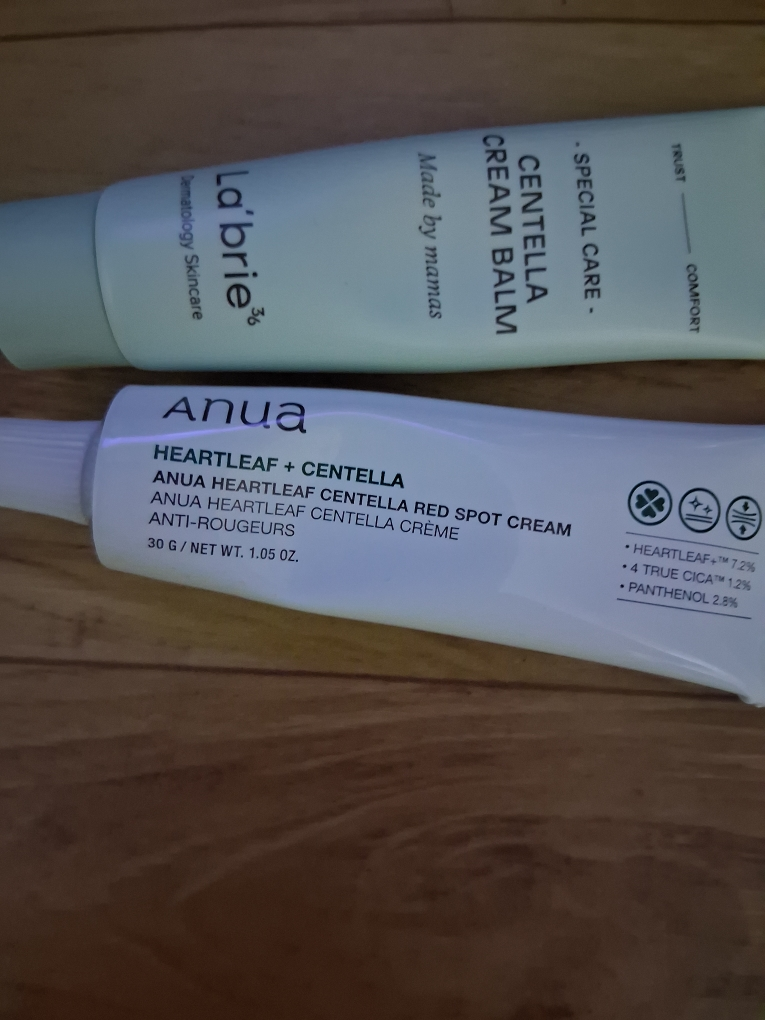 TRUST
COMFORT
- SPECIAL CARE -
CENTELLA
CREAM BALM
Made by mamas
La'brie36
Dermatology Skincare
Anua
HEARTLEAF + CENTELLA
ANUA HEARTLEAF CENTELLA RED SPOT CREAM
ANUA HEARTLEAF CENTELLA CRÈME
ANTI-ROUGEURS
30 G / NET WT. 1.05 OZ.
• HEARTLEAF+™ 7.2%
• 4 TRUE CICA™ 1.2%
• PANTHENOL 2.8%